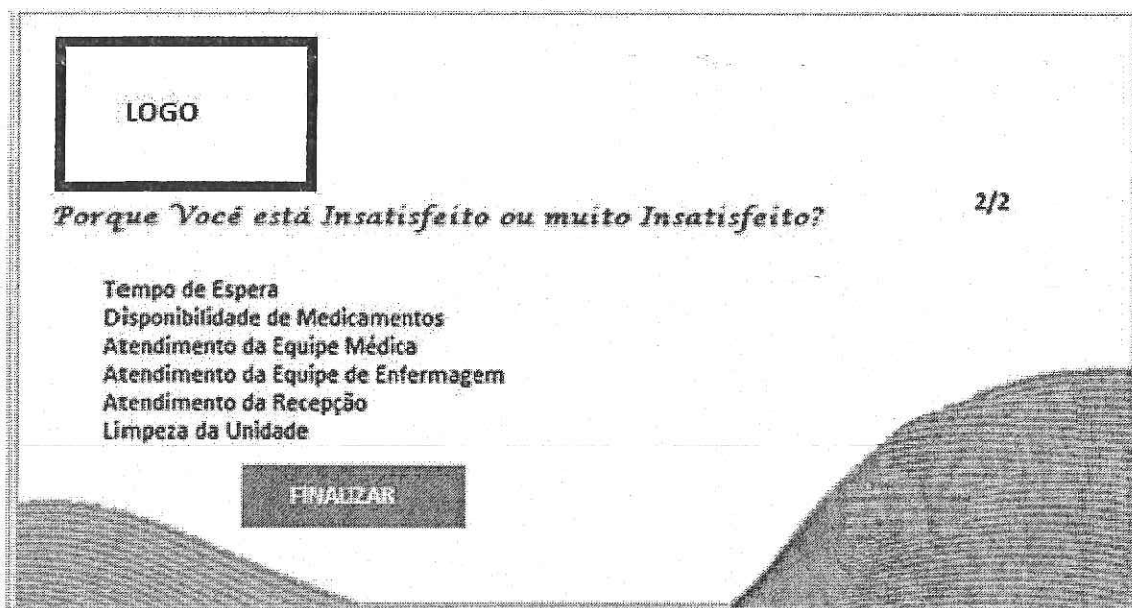 LOGO
Porque Você está Insatisfeito ou muito Insatisfeito?
2/2
Tempo de Espera
Disponibilidade de Medicamentos
Atendimento da Equipe Médica
Atendimento da Equipe de Enfermagem
Atendimento da Recepção
Limpeza da Unidade
FINALIZAR